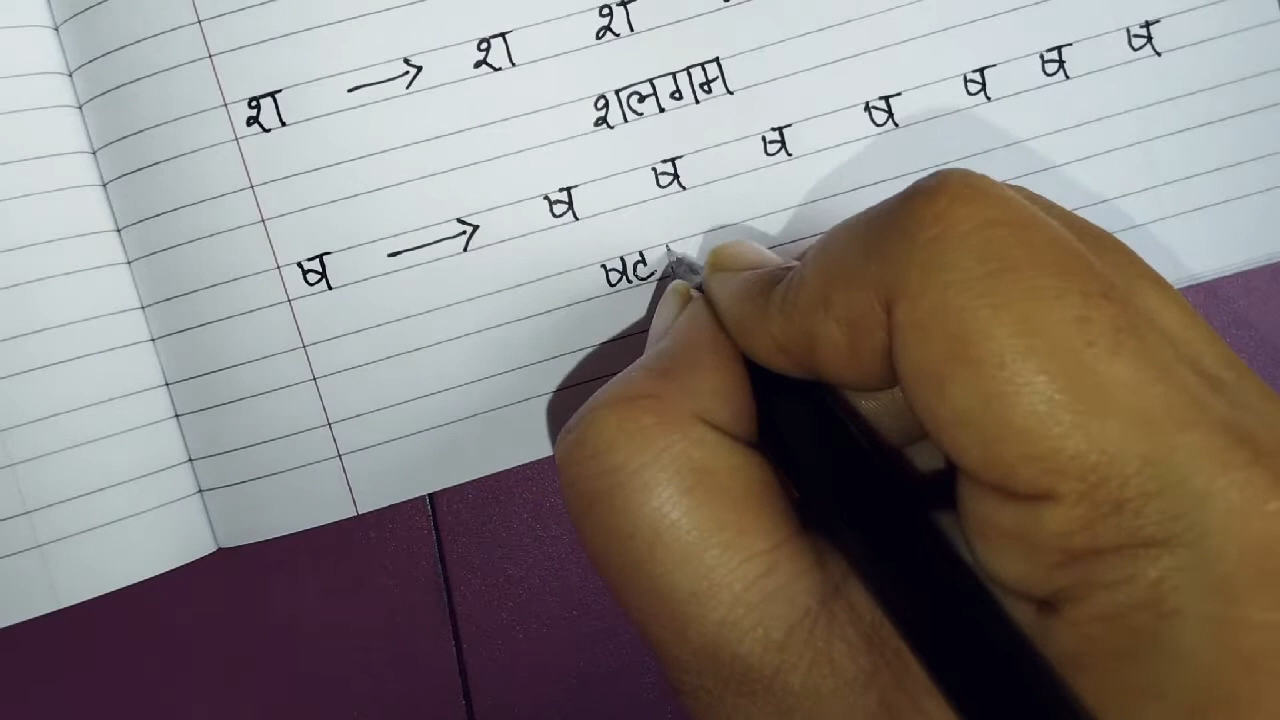 श → श श
शलगम
ष → ष ष ष ष ष ष ष
षट